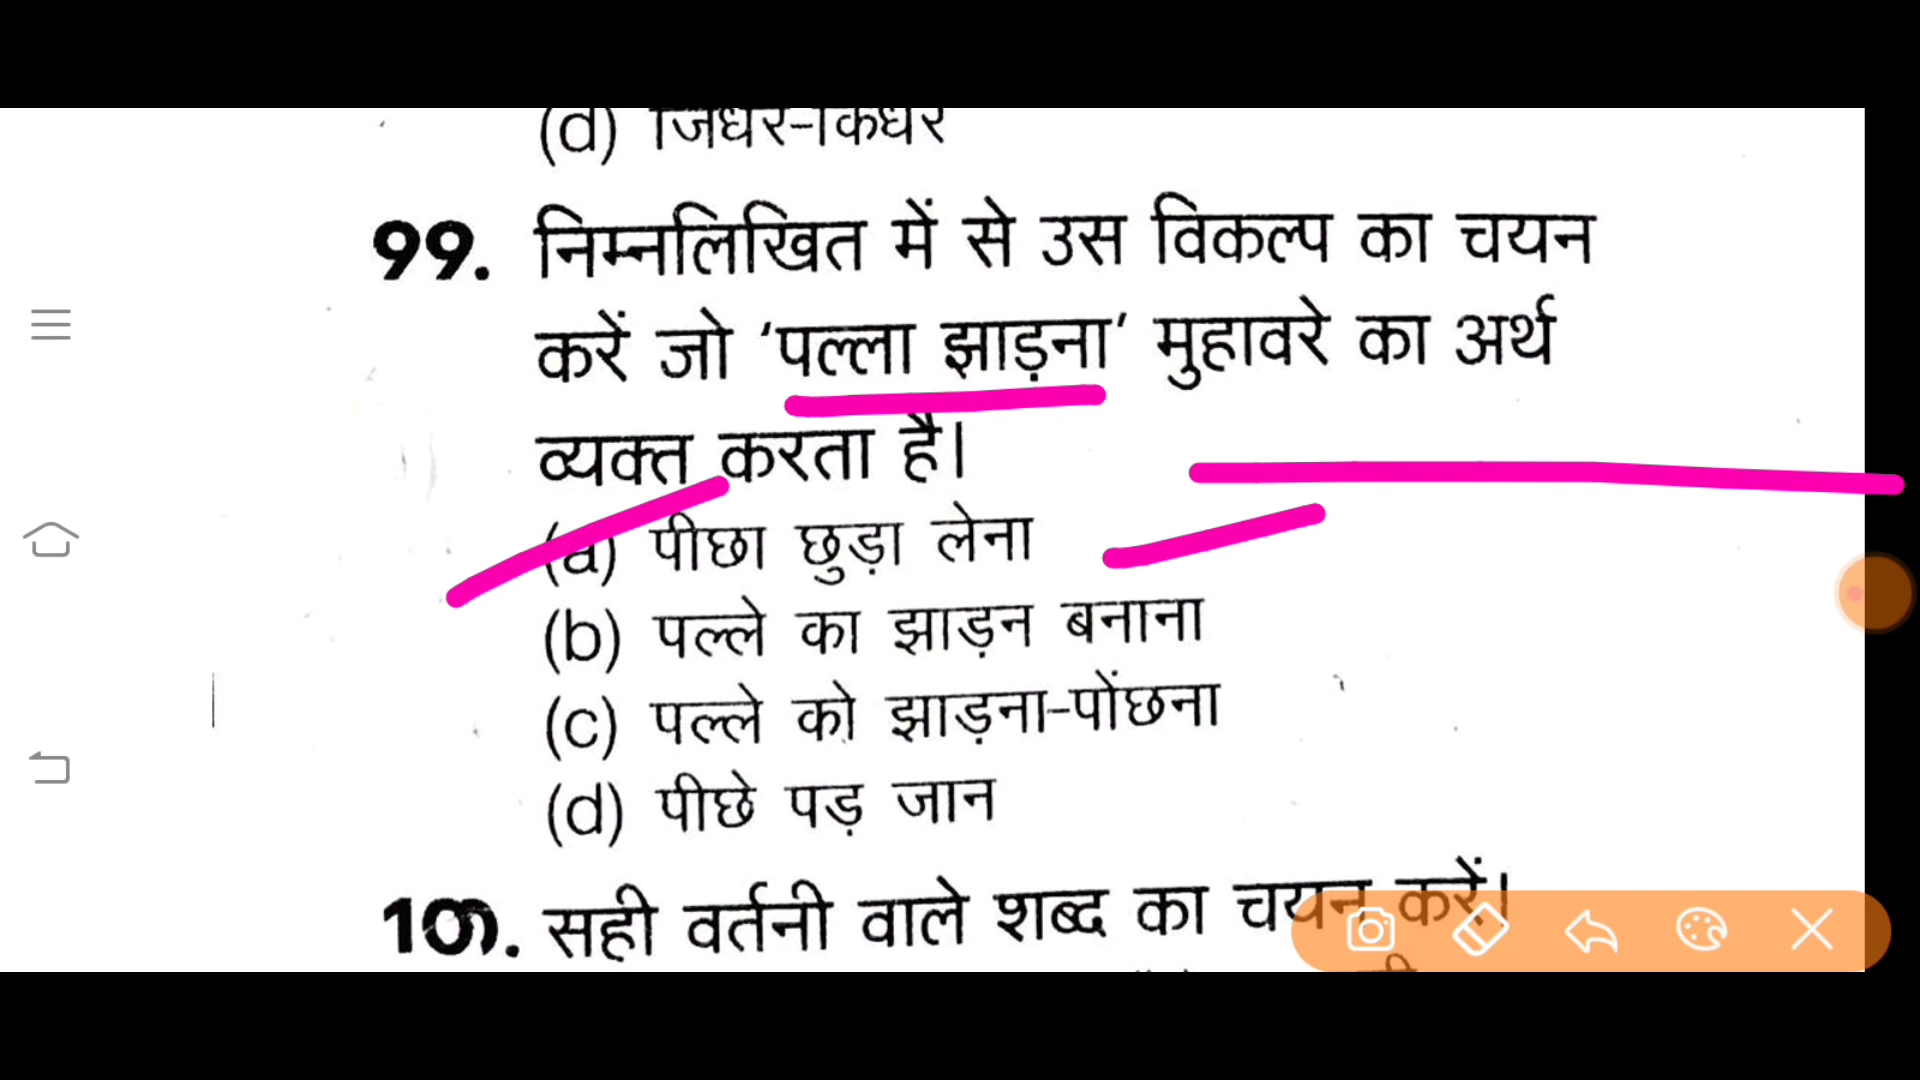 (d) जिधर-किधर
99. निम्नलिखित में से उस विकल्प का चयन
करें जो ‘पल्ला झाड़ना’ मुहावरे का अर्थ
व्यक्त करता है।
(a) पीछा छुड़ा लेना
(b) पल्ले का झाड़न बनाना
(c) पल्ले को झाड़ना-पोंछना
(d) पीछे पड़ जान
100. सही वर्तनी वाले शब्द का चयन करें।